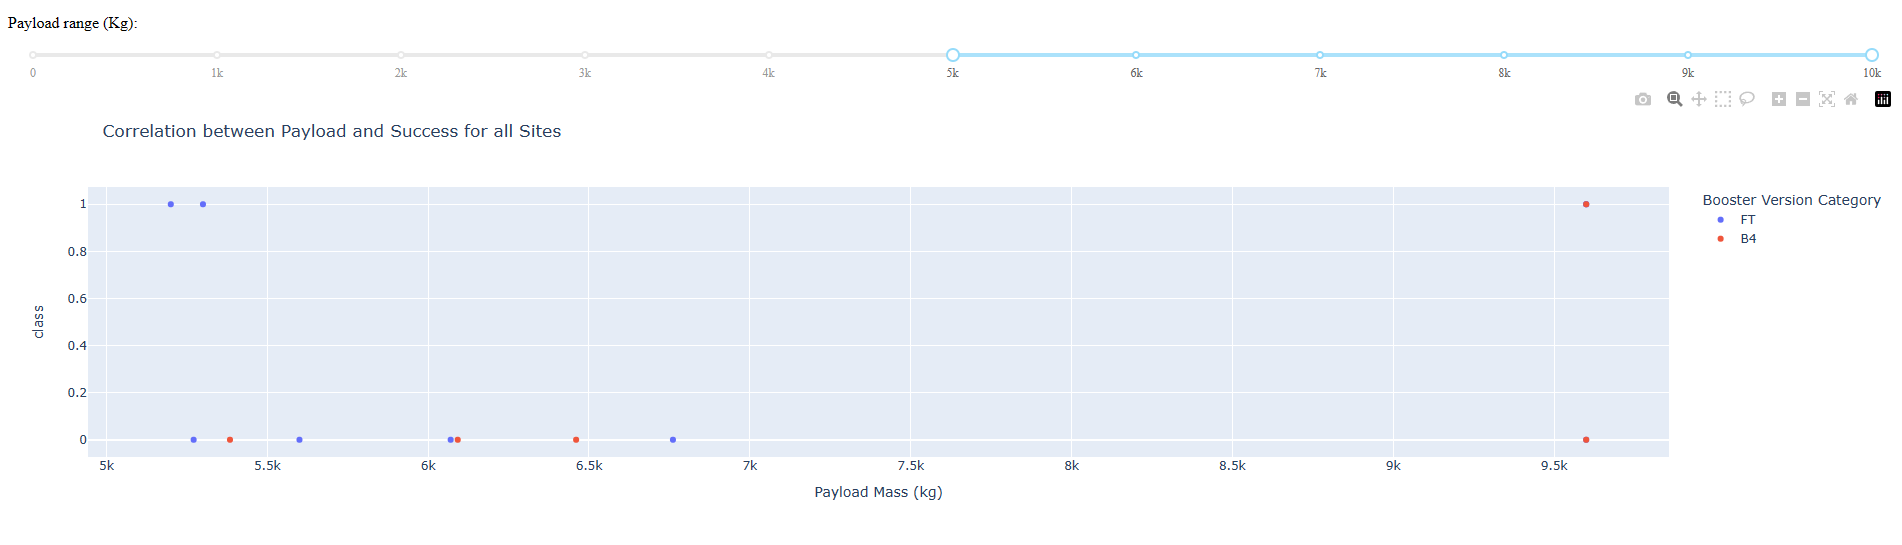 Payload range (Kg):
0 1k 2k 3k 4k 5k 6k 7k 8k 9k 10k
Correlation between Payload and Success for all Sites
Booster Version Category
FT
B4
class
1
0.8
0.6
0.4
0.2
0
5k 5.5k 6k 6.5k 7k 7.5k 8k 8.5k 9k 9.5k
Payload Mass (kg)